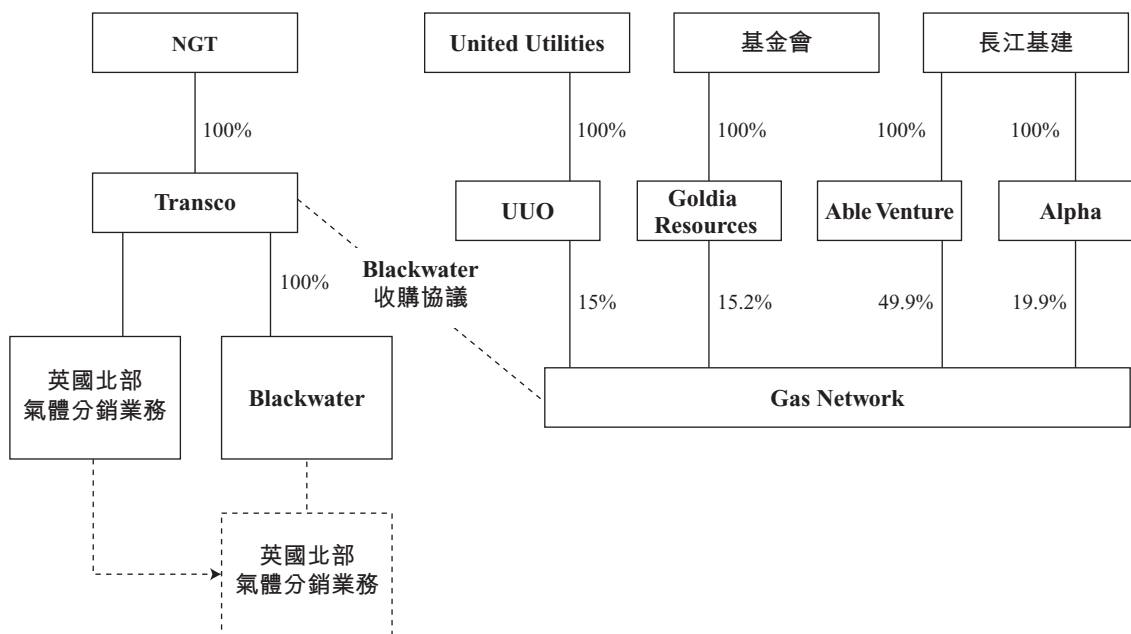 NGT
United Utilities
基金會
長江基建
100%
100%
100%
100%
100%
Transco
UUO
Goldia
Resources
Able Venture
Alpha
100%
Blackwater
收購協議
15%
15.2%
49.9%
19.9%
英國北部
氣體分銷業務
Blackwater
Gas Network
英國北部
氣體分銷業務